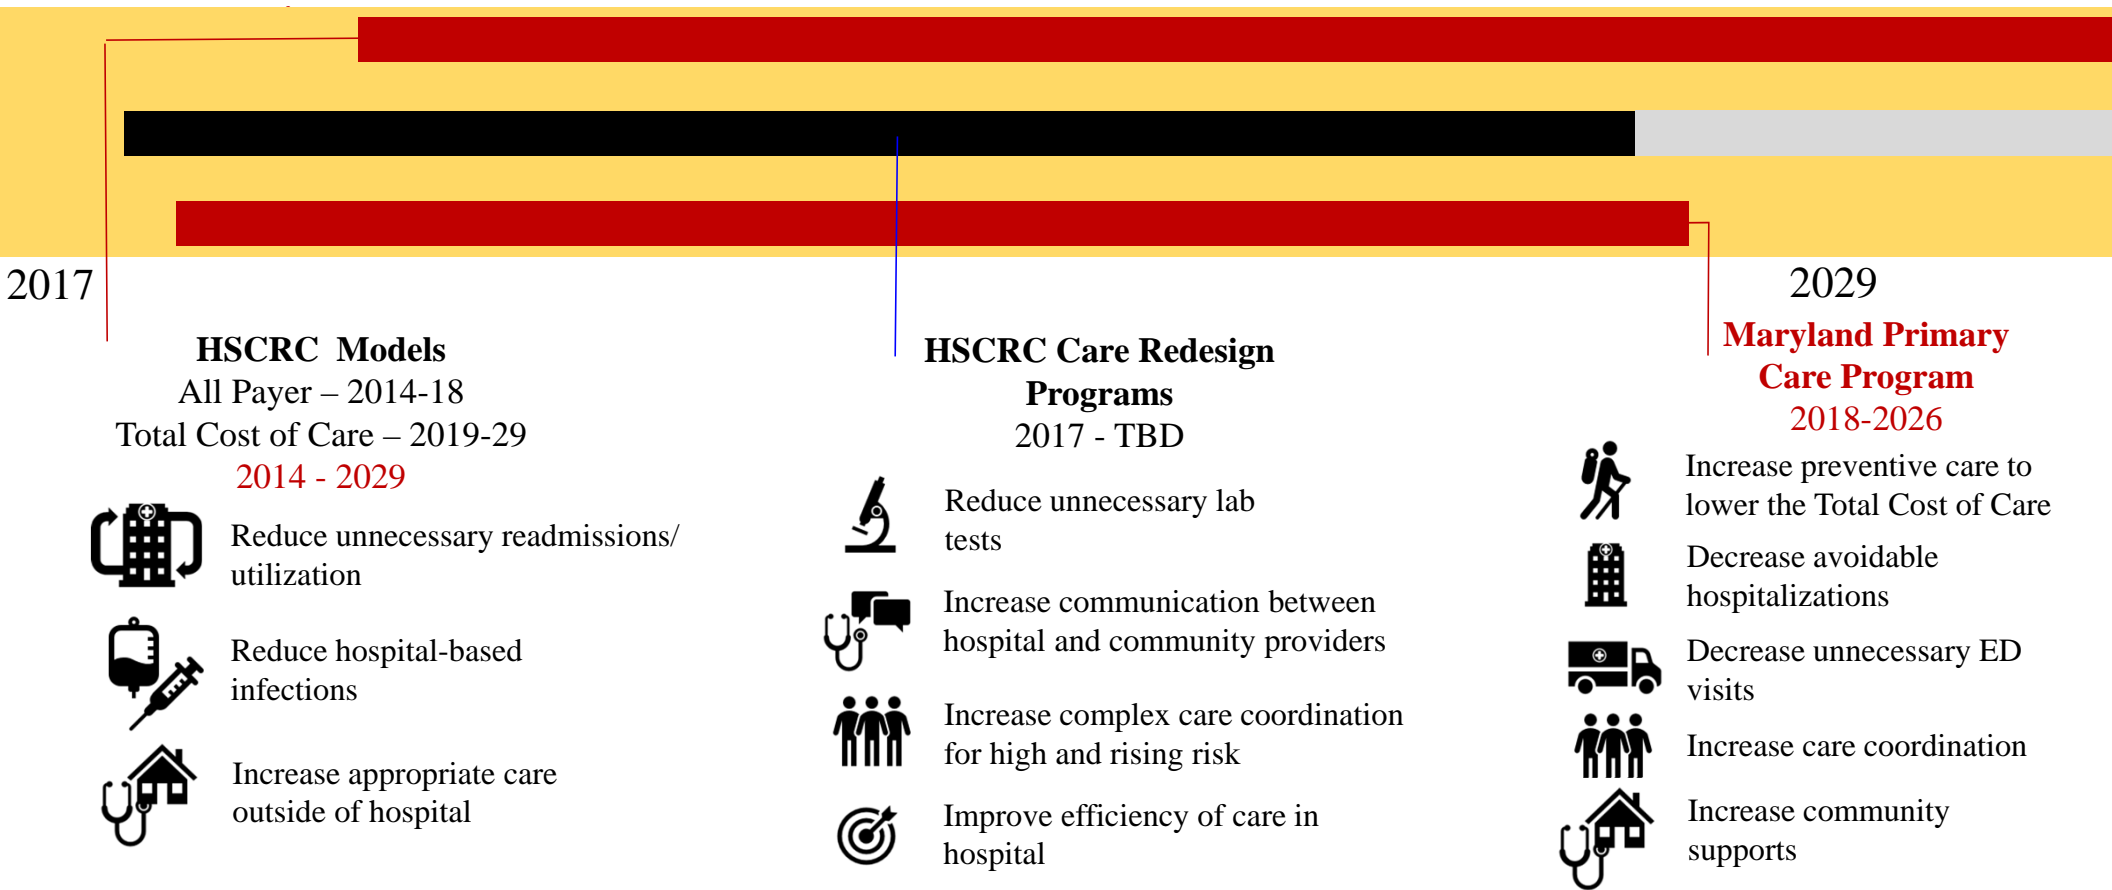 2017
2029
HSCRC  Models
All Payer – 2014-18
Total Cost of Care – 2019-29
2014 - 2029
Reduce unnecessary readmissions/
utilization
Reduce hospital-based
infections
Increase appropriate care
outside of hospital
HSCRC Care Redesign
Programs
2017 - TBD
Reduce unnecessary lab
tests
Increase communication between
hospital and community providers
Increase complex care coordination
for high and rising risk
Improve efficiency of care in
hospital
Maryland Primary
Care Program
2018-2026
Increase preventive care to
lower the Total Cost of Care
Decrease avoidable
hospitalizations
Decrease unnecessary ED
visits
Increase care coordination
Increase community
supports